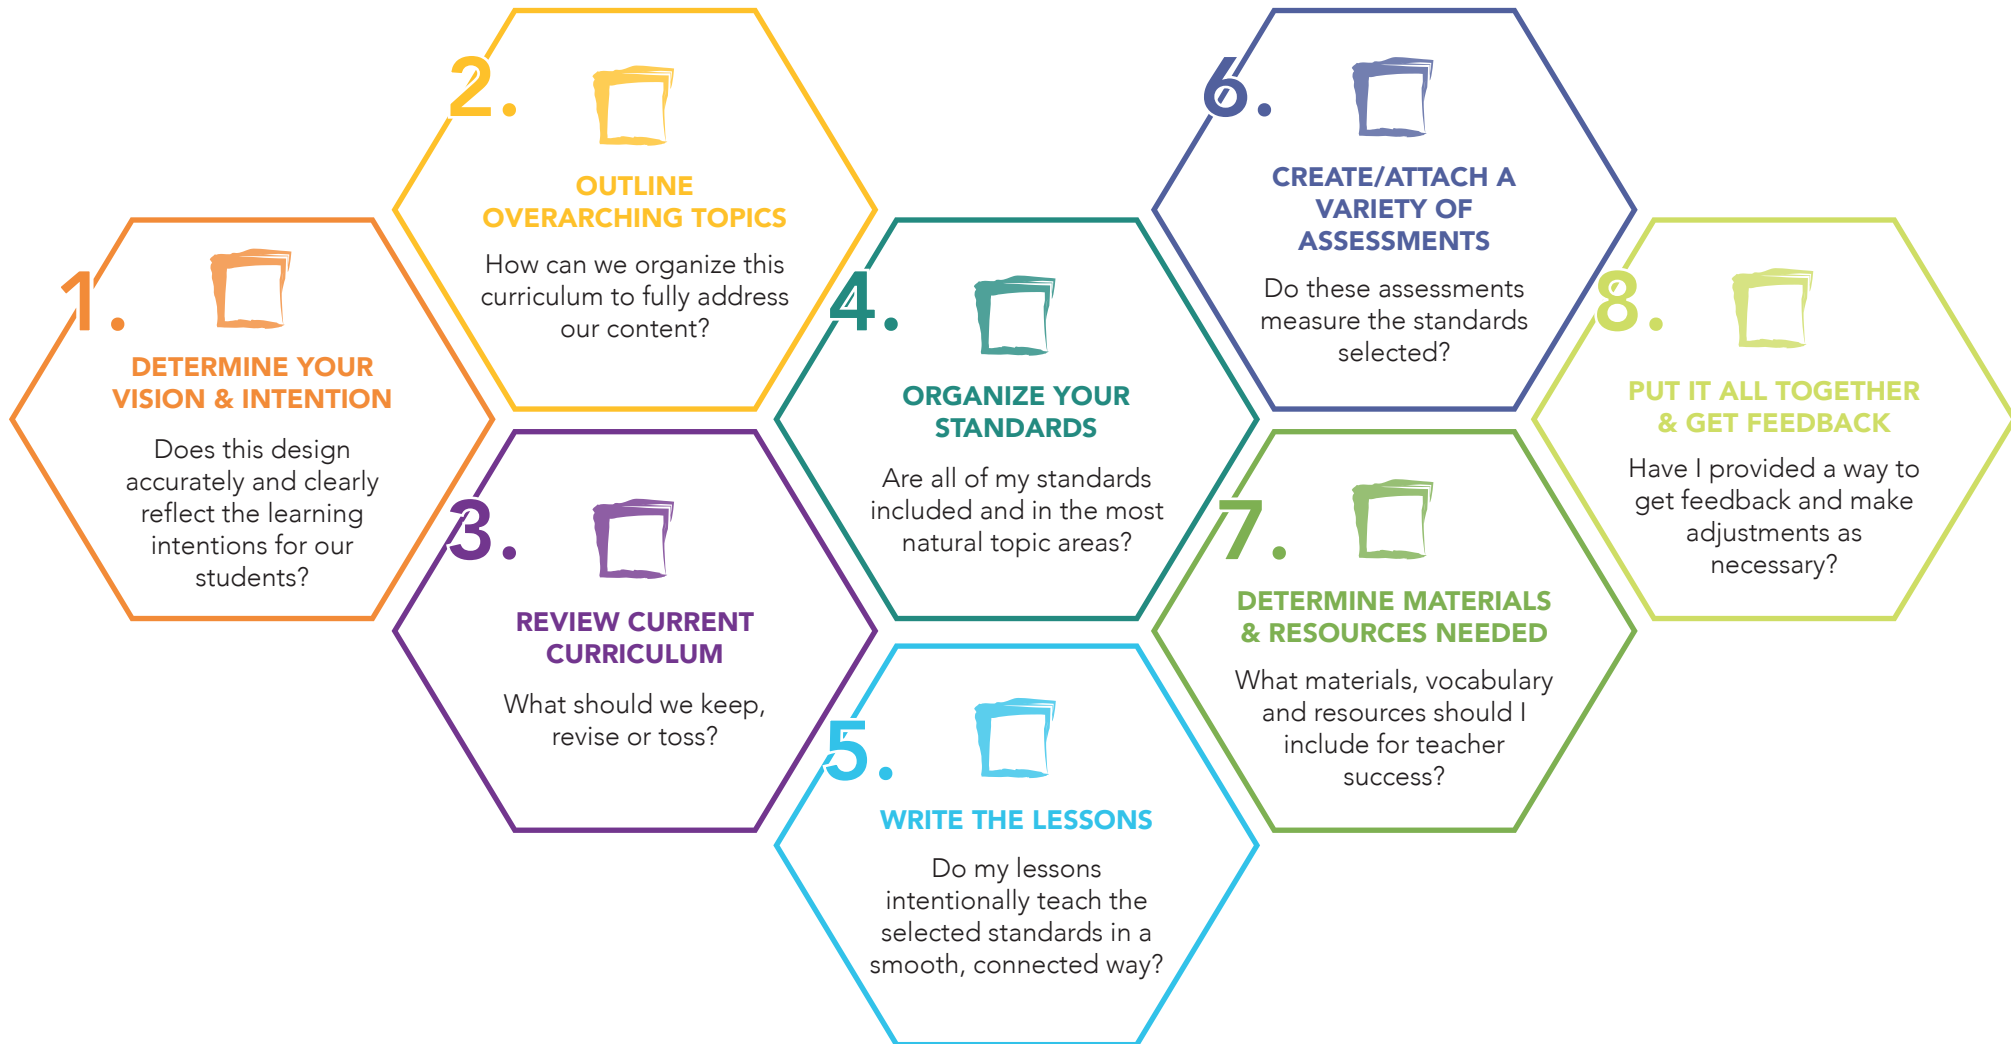 1.
DETERMINE YOUR
VISION & INTENTION
Does this design
accurately and clearly
reflect the learning
intentions for our
students?
2.
OUTLINE
OVERARCHING TOPICS
How can we organize this
curriculum to fully address
our content?
3.
REVIEW CURRENT
CURRICULUM
What should we keep,
revise or toss?
4.
ORGANIZE YOUR
STANDARDS
Are all of my standards
included and in the most
natural topic areas?
5.
WRITE THE LESSONS
Do my lessons
intentionally teach the
selected standards in a
smooth, connected way?
6.
CREATE/ATTACH A
VARIETY OF
ASSESSMENTS
Do these assessments
measure the standards
selected?
7.
DETERMINE MATERIALS
& RESOURCES NEEDED
What materials, vocabulary
and resources should I
include for teacher
success?
8.
PUT IT ALL TOGETHER
& GET FEEDBACK
Have I provided a way to
get feedback and make
adjustments as
necessary?